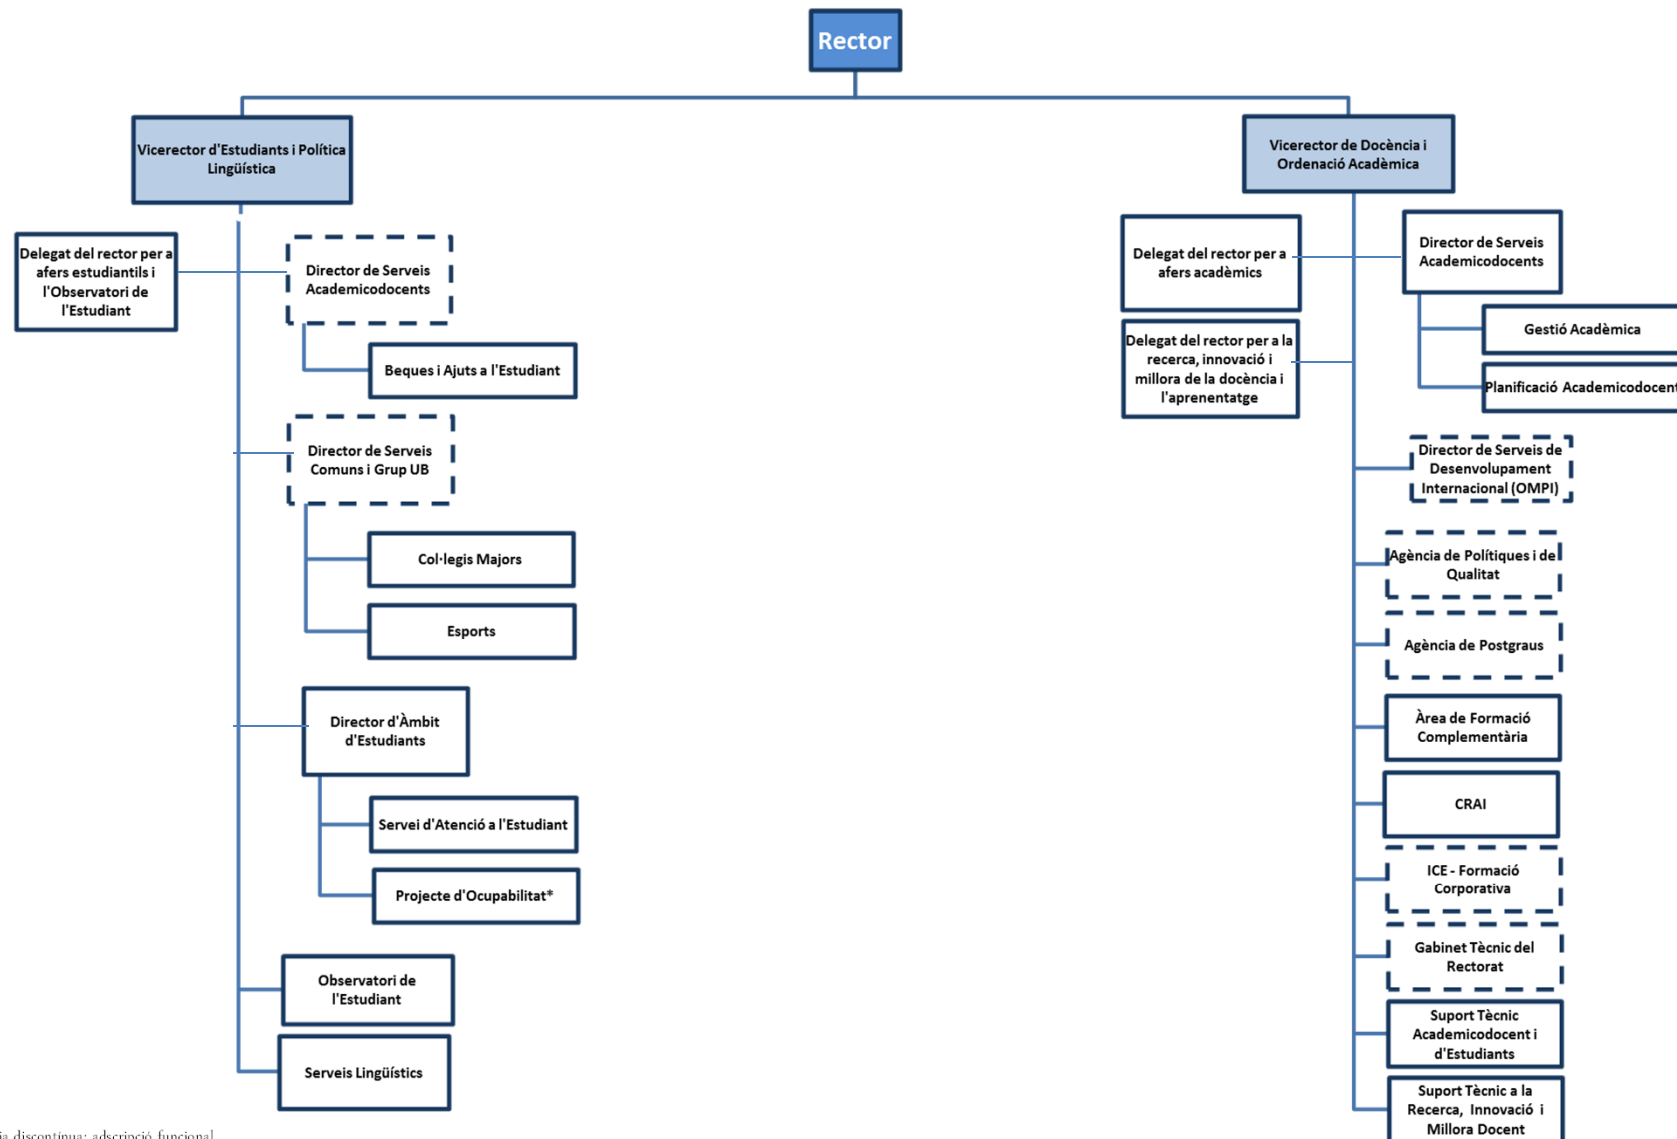 Rector
Vicerector d'Estudiants i Política
Lingüística
Delegat del rector per a
afers estudiantils i
l'Observatori de
l'Estudiant
Director de Serveis
Academicodocents
Beques i Ajuts a l'Estudiant
Director de Serveis
Comuns i Grup UB
Col·legis Majors
Esports
Director d'Àmbit
d'Estudiants
Servei d'Atenció a l'Estudiant
Projecte d'Ocupabilitat*
Observatori de
l'Estudiant
Serveis Lingüístics
Vicerector de Docència i
Ordenació Acadèmica
Delegat del rector per a
afers acadèmics
Delegat del rector per a la
recerca, innovació i
millora de la docència i
l'aprenentatge
Director de Serveis
Academicodocents
Gestió Acadèmica
Planificació Academicodocent
Director de Serveis de
Desenvolupament
Internacional (OMPI)
Agència de Polítiques i de
Qualitat
Agència de Postgraus
Àrea de Formació
Complementària
CRAI
ICE - Formació
Corporativa
Gabinet Tècnic del
Rectorat
Suport Tècnic
Academicodocent i
d'Estudiants
Suport Tècnic a la
Recerca, Innovació i
Millora Docent
discontínua: adscripció funcional